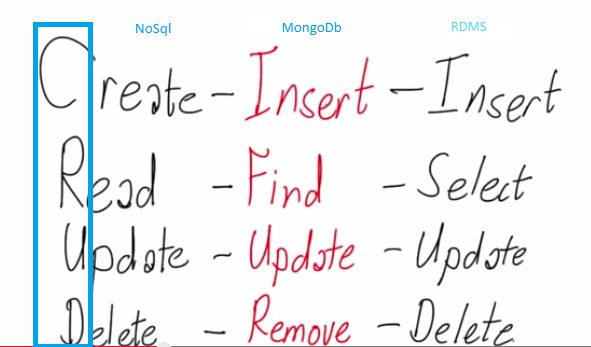 NoSql MongoDb RDMS
Create - Insert - Insert
Read - Find - Select
Update - Update - Update
Delete - Remove - Delete